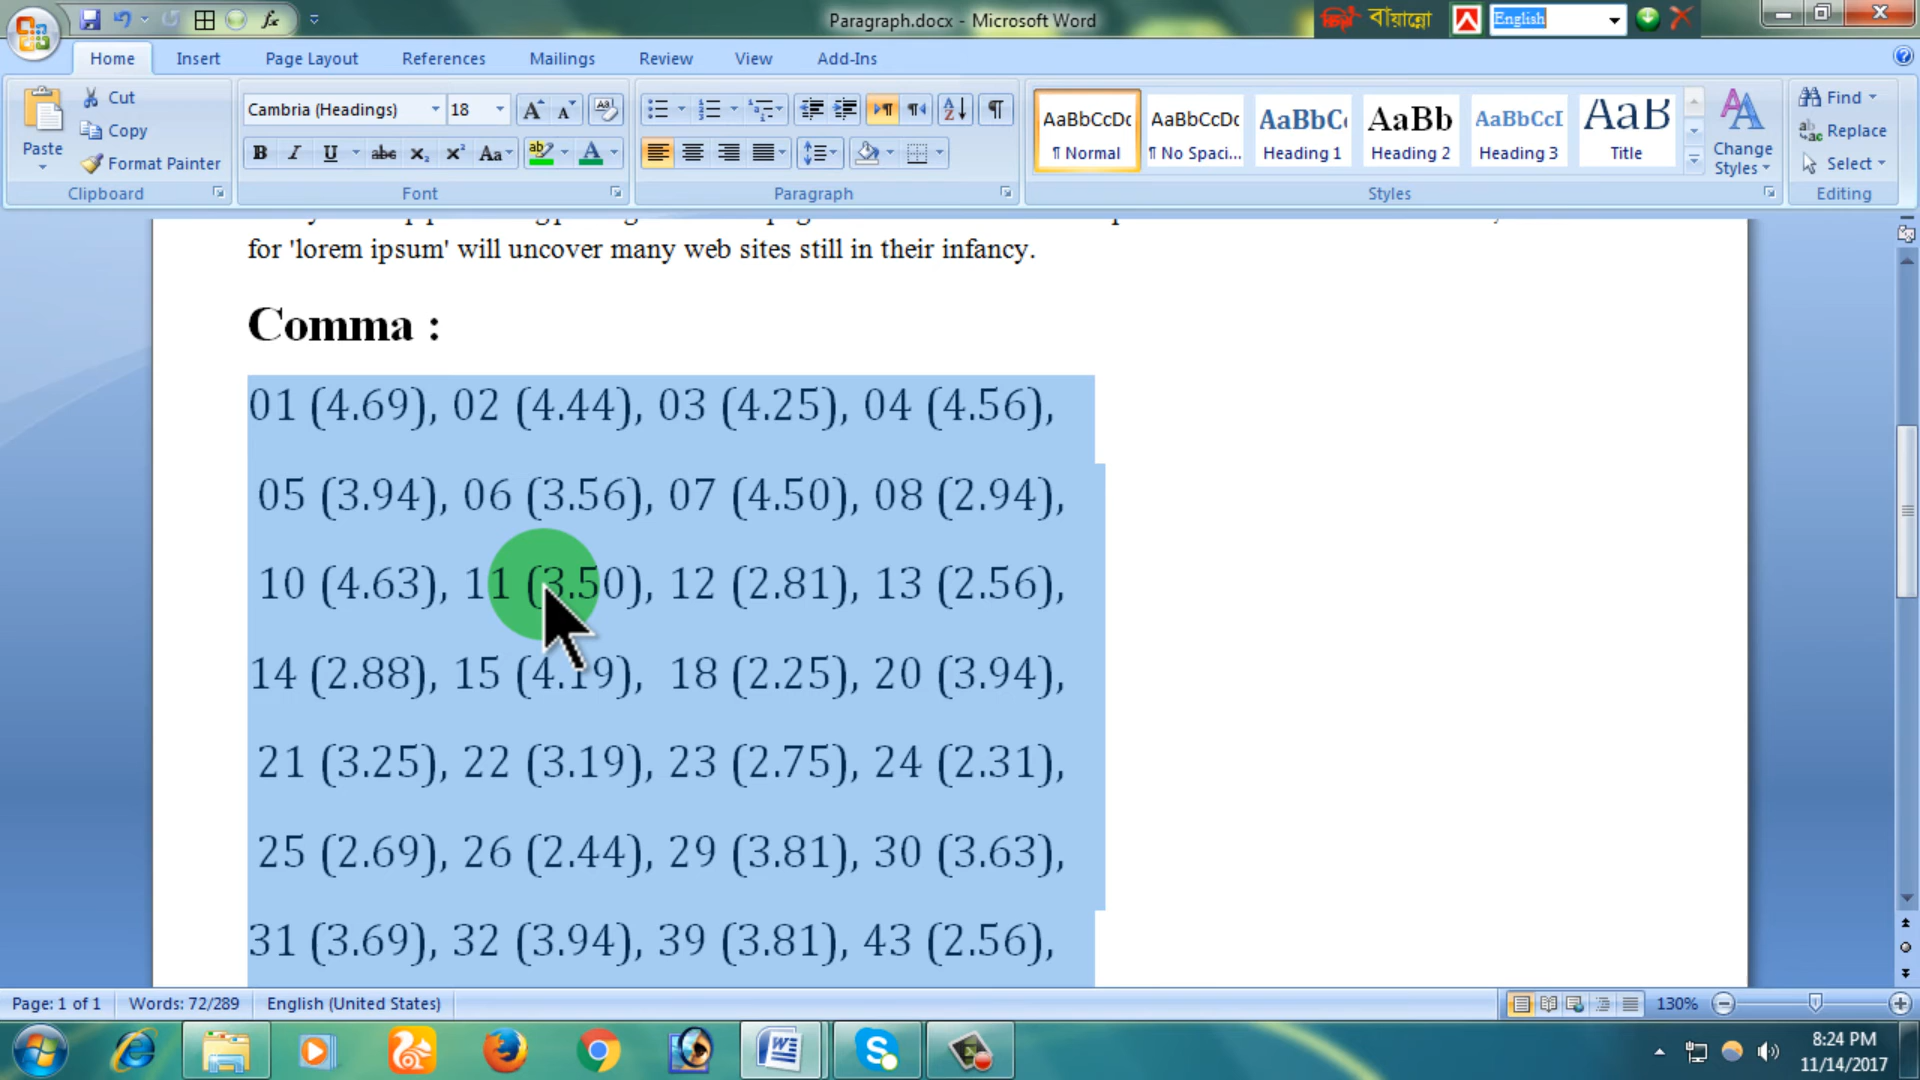 Paragraph.docx - Microsoft Word
বায়ান্নো
English
Home Insert Page Layout References Mailings Review View Add-Ins
Cut
Copy
Format Painter
Paste
Clipboard
Cambria (Headings) 18
Font
Paragraph
AaBbCcDc AaBbCcDc AaBbC AaBb AaBbCcI AaB
¶ Normal ¶ No Spaci... Heading 1 Heading 2 Heading 3 Title
Change Styles
Styles
Find
Replace
Select
Editing
for 'lorem ipsum' will uncover many web sites still in their infancy.
Comma :
01 (4.69), 02 (4.44), 03 (4.25), 04 (4.56),
05 (3.94), 06 (3.56), 07 (4.50), 08 (2.94),
10 (4.63), 11 (3.50), 12 (2.81), 13 (2.56),
14 (2.88), 15 (4.19), 18 (2.25), 20 (3.94),
21 (3.25), 22 (3.19), 23 (2.75), 24 (2.31),
25 (2.69), 26 (2.44), 29 (3.81), 30 (3.63),
31 (3.69), 32 (3.94), 39 (3.81), 43 (2.56),
Page: 1 of 1 Words: 72/289 English (United States) 130%
8:24 PM
11/14/2017